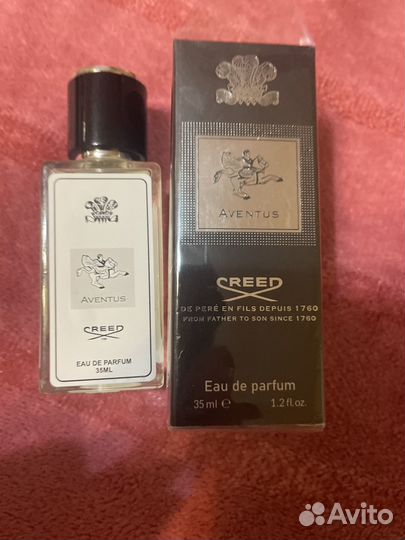 AVENTUS
CREED
EAU DE PARFUM
35ML
AVENTUS
CREED
DE PERÉ EN FILS DEPUIS 1760
FROM FATHER TO SON SINCE 1760
Eau de parfum
35 ml ℮ 1.2 fl.oz.
Avito